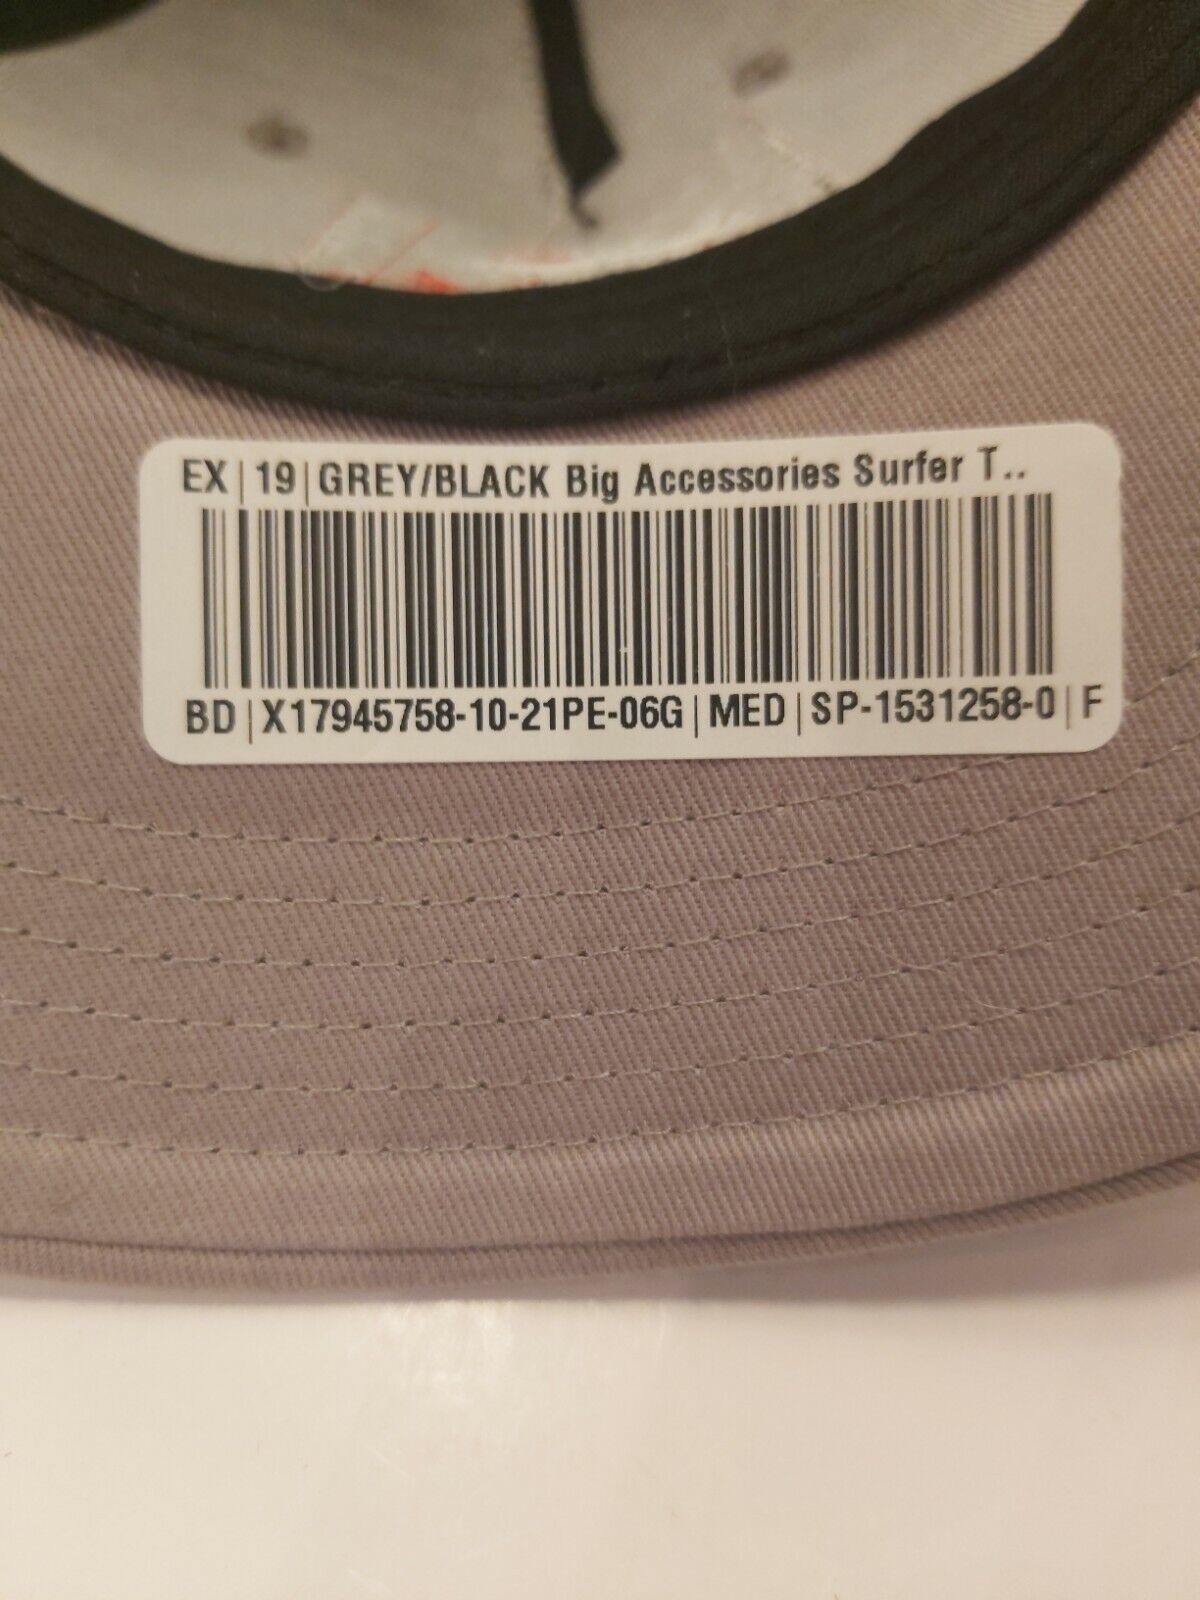 EX|19|GREY/BLACK Big Accessories Surfer T..
BD|X17945758-10-21PE-06G|MED|SP-1531258-0|F